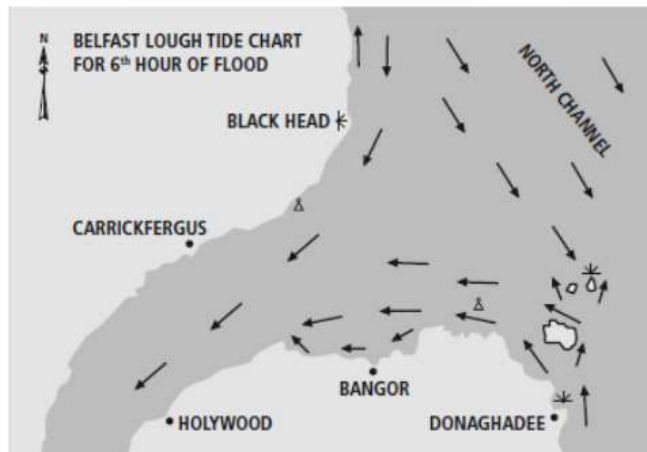 N
BELFAST LOUGH TIDE CHART
FOR 6th HOUR OF FLOOD
NORTH CHANNEL
BLACK HEAD
CARRICKFERGUS
BANGOR
HOLYWOOD
DONAGHADEE